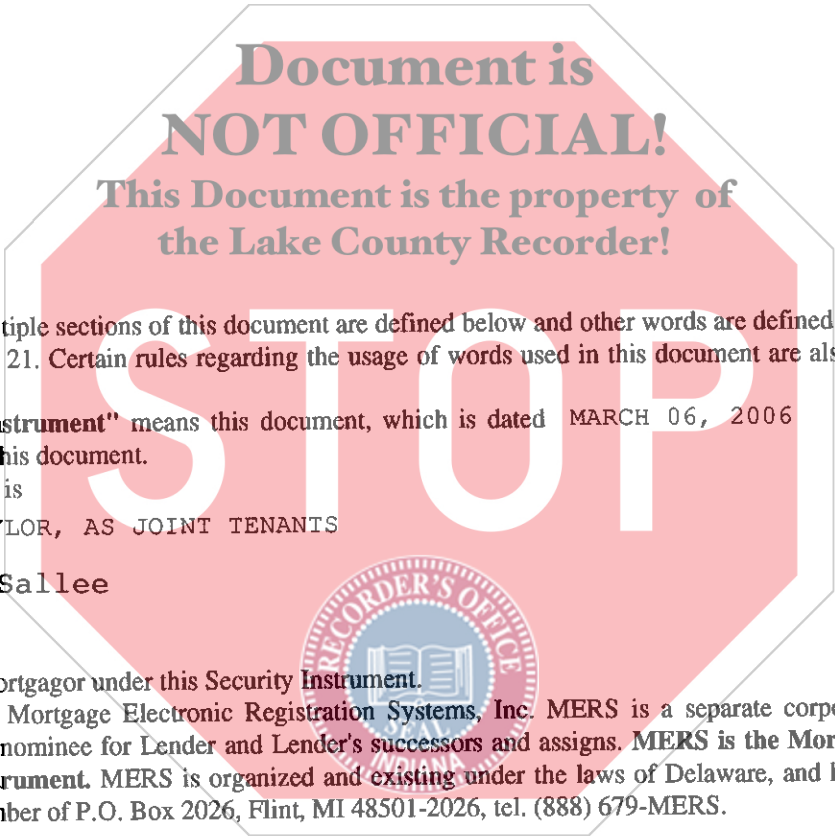 Document is
NOT OFFICIAL!
This Document is the property of
the Lake County Recorder!
STOP
tiple sections of this document are defined below and other words are defined
21. Certain rules regarding the usage of words used in this document are als
strument" means this document, which is dated MARCH 06, 2006
his document.
is
LOR, AS JOINT TENANTS
Sallee
RECORDER'S OFFICE
SEAL
INDIANA
ortgagor under this Security Instrument.
Mortgage Electronic Registration Systems, Inc. MERS is a separate corp
nominee for Lender and Lender's successors and assigns. MERS is the Mor
rument. MERS is organized and existing under the laws of Delaware, and
ber of P.O. Box 2026, Flint, MI 48501-2026, tel. (888) 679-MERS.